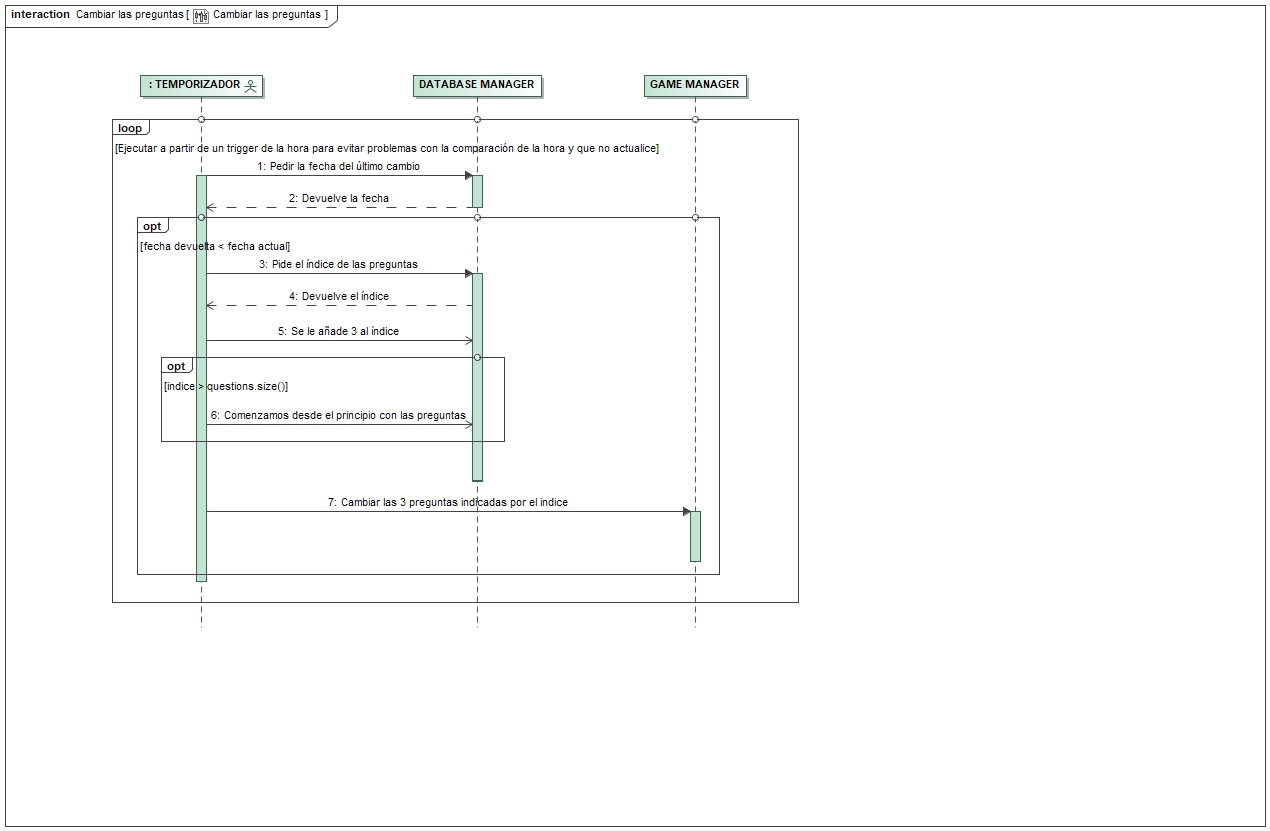 interaction Cambiar las preguntas [ Cambiar las preguntas ]
: TEMPORIZADOR
DATABASE MANAGER
GAME MANAGER
loop
[Ejecutar a partir de un trigger de la hora para evitar problemas con la comparación de la hora y que no actualice]
1: Pedir la fecha del último cambio
2: Devuelve la fecha
opt
[fecha devuelta < fecha actual]
3: Pide el índice de las preguntas
4: Devuelve el índice
5: Se le añade 3 al índice
opt
[indice > questions.size()]
6: Comenzamos desde el principio con las preguntas
7: Cambiar las 3 preguntas indicadas por el indice